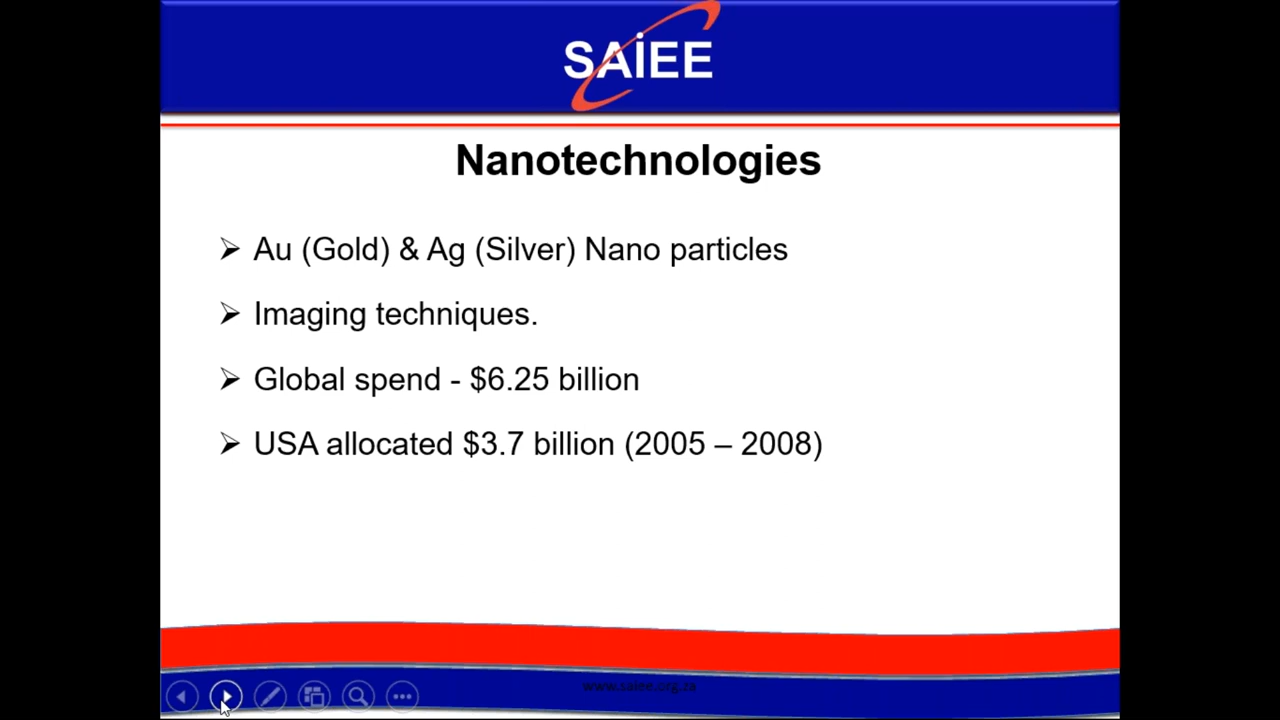 SAiEE
Nanotechnologies
Au (Gold) & Ag (Silver) Nano particles
Imaging techniques.
Global spend - $6.25 billion
USA allocated $3.7 billion (2005 – 2008)
www.saiee.org.za